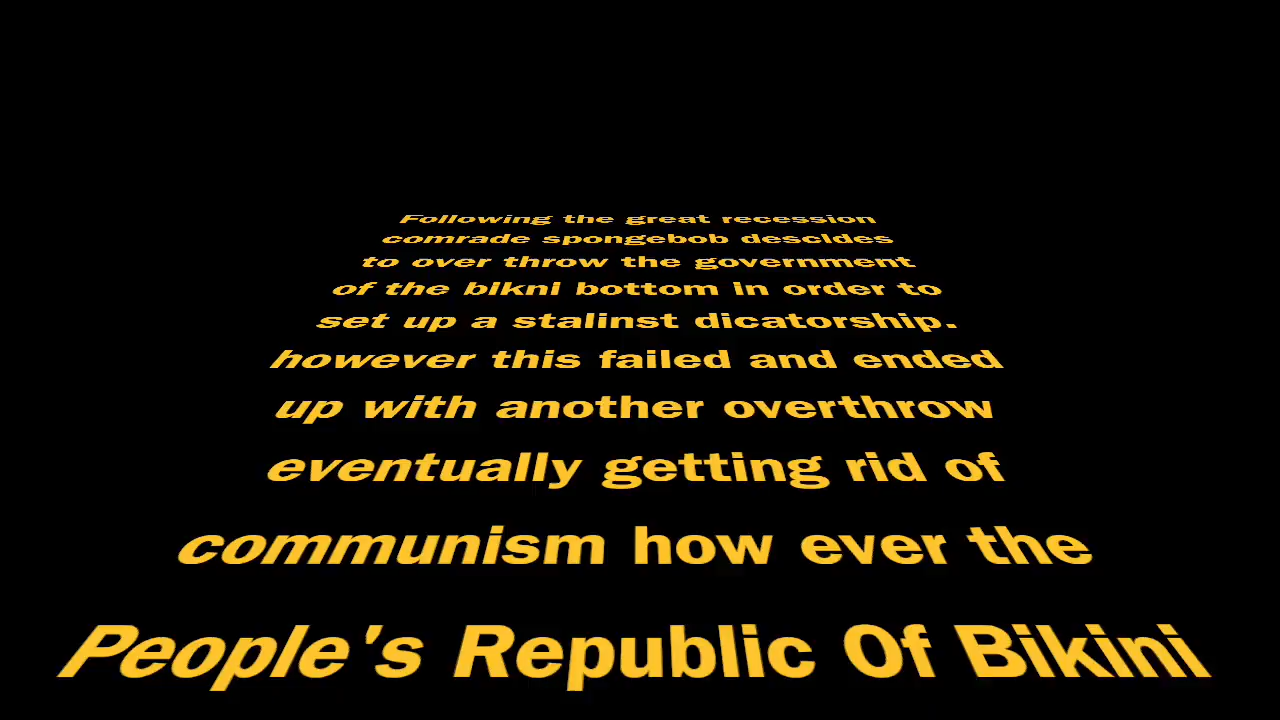 Following the great recession
comrade spongebob descides
to over throw the government
of the bikni bottom in order to
set up a stalinst dicatorship.
however this failed and ended
up with another overthrow
eventually getting rid of
communism how ever the
People's Republic Of Bikini